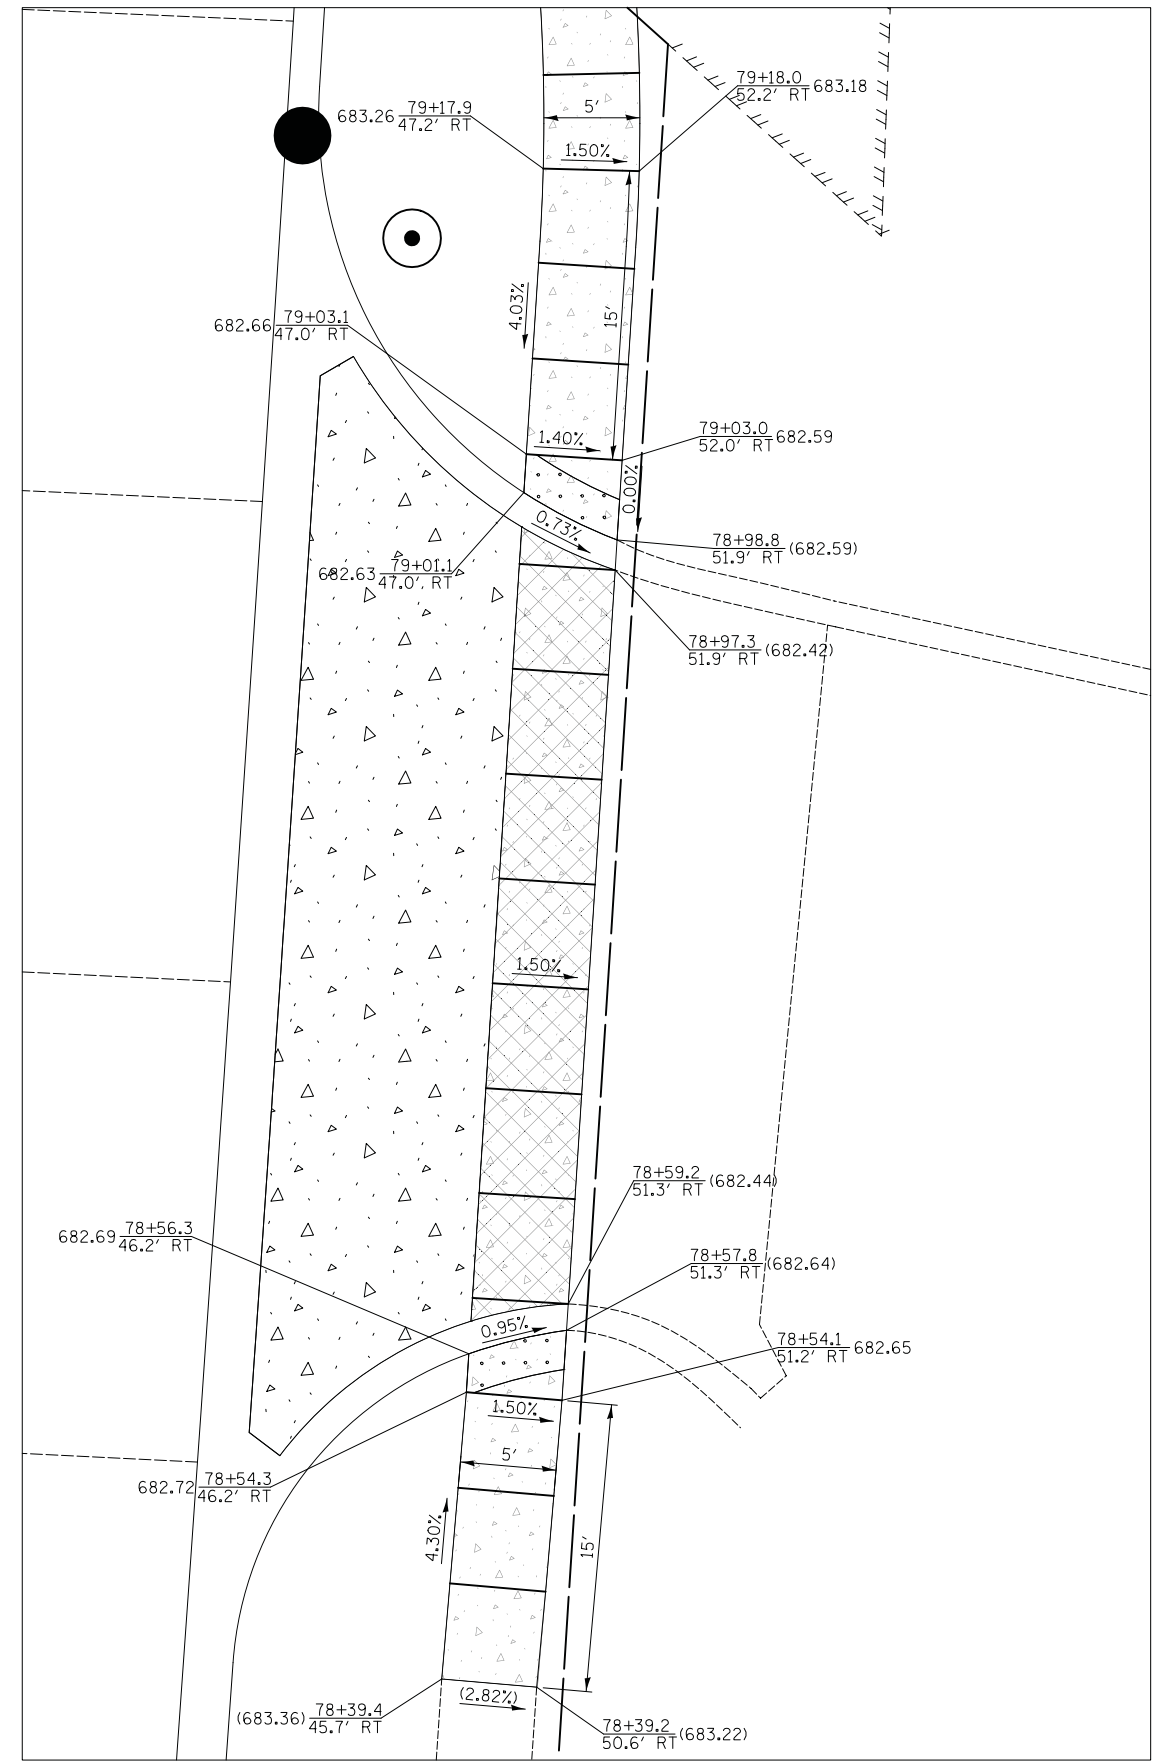 79+18.0
52.2' RT 683.18
683.26 79+17.9
47.2' RT
5'
1.50%
4.03%
15'
682.66 79+03.1
47.0' RT
1.40%
79+03.0
52.0' RT 682.59
0.00%
0.73%
78+98.8
51.9' RT (682.59)
682.63 79+01.1
47.0' RT
78+97.3
51.9' RT (682.42)
1.50%
78+59.2
51.3' RT (682.44)
682.69 78+56.3
46.2' RT
78+57.8
51.3' RT (682.64)
0.95%
78+54.1
51.2' RT 682.65
1.50%
5'
682.72 78+54.3
46.2' RT
4.30%
15'
(2.82%)
(683.36) 78+39.4
45.7' RT
78+39.2
50.6' RT (683.22)